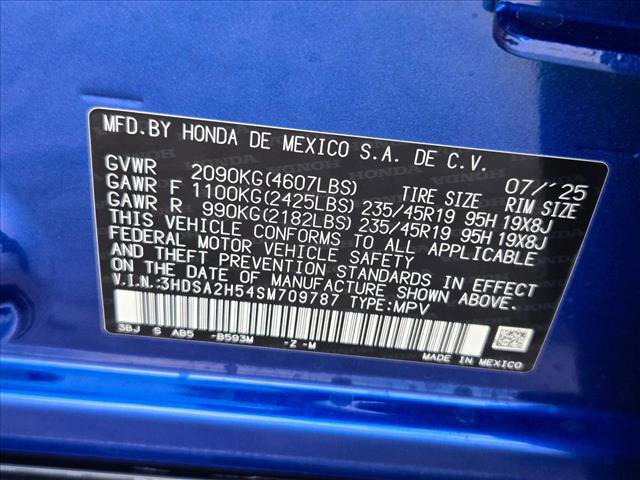 MFD.BY HONDA DE MEXICO S.A. DE C.V.
07/'25
GVWR 2090KG(4607LBS) TIRE SIZE RIM SIZE
GAWR F 1100KG(2425LBS) 235/45R19 95H 19X8J
GAWR R 990KG(2182LBS) 235/45R19 95H 19X8J
THIS VEHICLE CONFORMS TO ALL APPLICABLE
FEDERAL MOTOR VEHICLE SAFETY
AND THEFT PREVENTION STANDARDS IN EFFECT
ON THE DATE OF MANUFACTURE SHOWN ABOVE.
V.I.N.:3HDSA2H54SM709787 TYPE:MPV
3BJ S AB5 -B593M -Z -M
MADE IN MEXICO